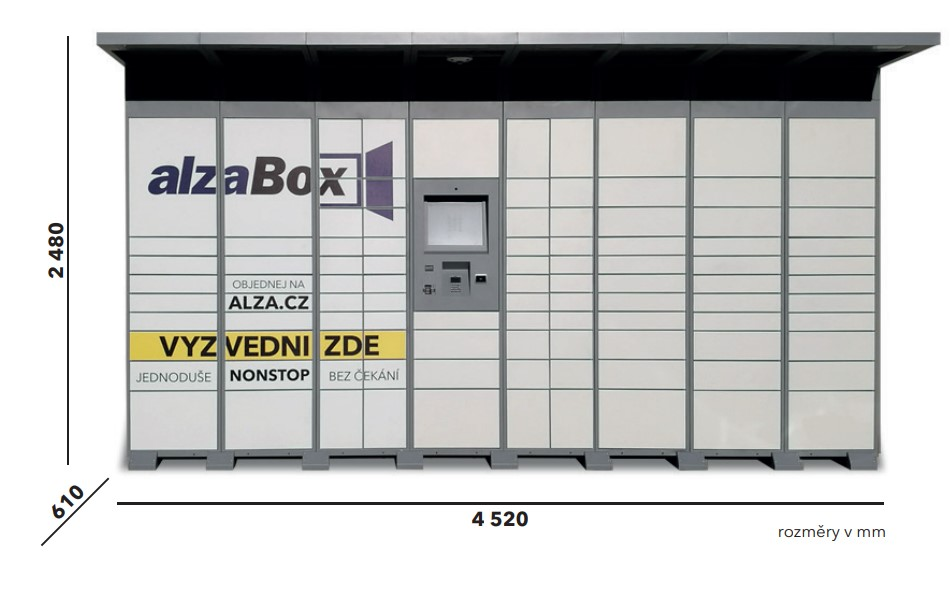 alzaBox
OBJEDNEJ NA
ALZA.CZ
VYZVEDNI ZDE
JEDNODUŠE NONSTOP BEZ ČEKÁNÍ
2 480
610
4 520
rozměry v mm